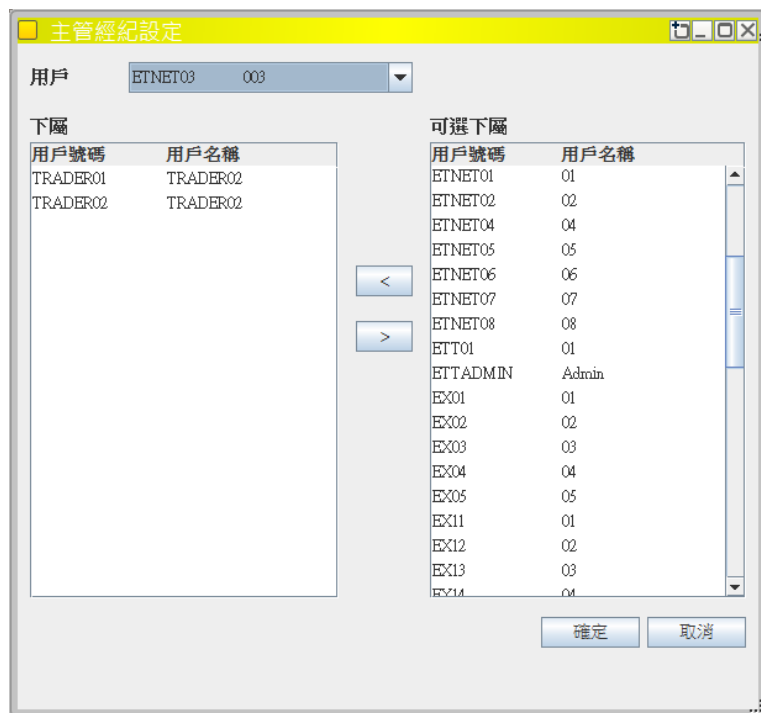 主管經紀設定
用戶 ETNET03 003
下屬
用戶號碼 用戶名稱
TRADER01 TRADER02
TRADER02 TRADER02
<
>
可選下屬
用戶號碼 用戶名稱
ETNET01 01
ETNET02 02
ETNET04 04
ETNET05 05
ETNET06 06
ETNET07 07
ETNET08 08
ETT01 01
ETTADMIN Admin
EX01 01
EX02 02
EX03 03
EX04 04
EX05 05
EX11 01
EX12 02
EX13 03
EX14 04
確定 取消